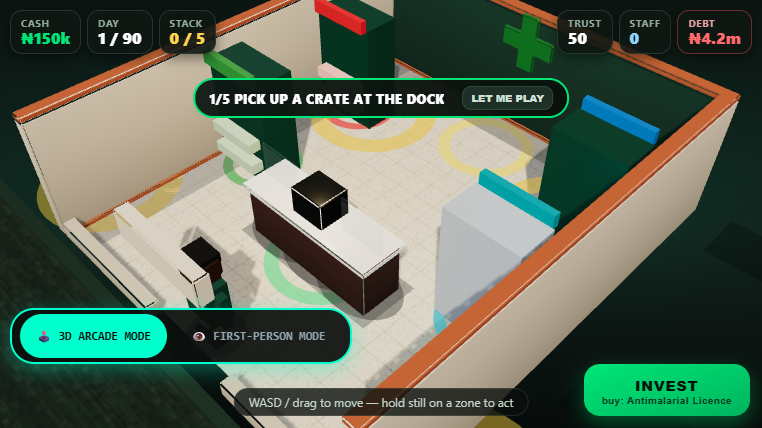 CASH
₦150k
DAY
1 / 90
STACK
0 / 5
TRUST
50
STAFF
0
DEBT
₦4.2m
1/5 PICK UP A CRATE AT THE DOCK
LET ME PLAY
3D ARCADE MODE
FIRST-PERSON MODE
WASD / drag to move — hold still on a zone to act
INVEST
buy: Antimalarial Licence